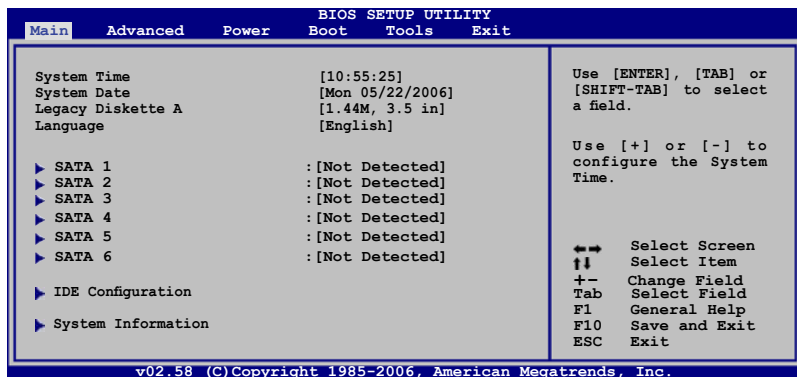 BIOS SETUP UTILITY
Main Advanced Power Boot Tools Exit
System Time [10:55:25]
System Date [Mon 05/22/2006]
Legacy Diskette A [1.44M, 3.5 in]
Language [English]
SATA 1 :[Not Detected]
SATA 2 :[Not Detected]
SATA 3 :[Not Detected]
SATA 4 :[Not Detected]
SATA 5 :[Not Detected]
SATA 6 :[Not Detected]
IDE Configuration
System Information
Use [ENTER], [TAB] or
[SHIFT-TAB] to select
a field.
Use [+] or [-] to
configure the System
Time.
Select Screen
Select Item
+- Change Field
Tab Select Field
F1 General Help
F10 Save and Exit
ESC Exit
v02.58 (C)Copyright 1985-2006, American Megatrends, Inc.